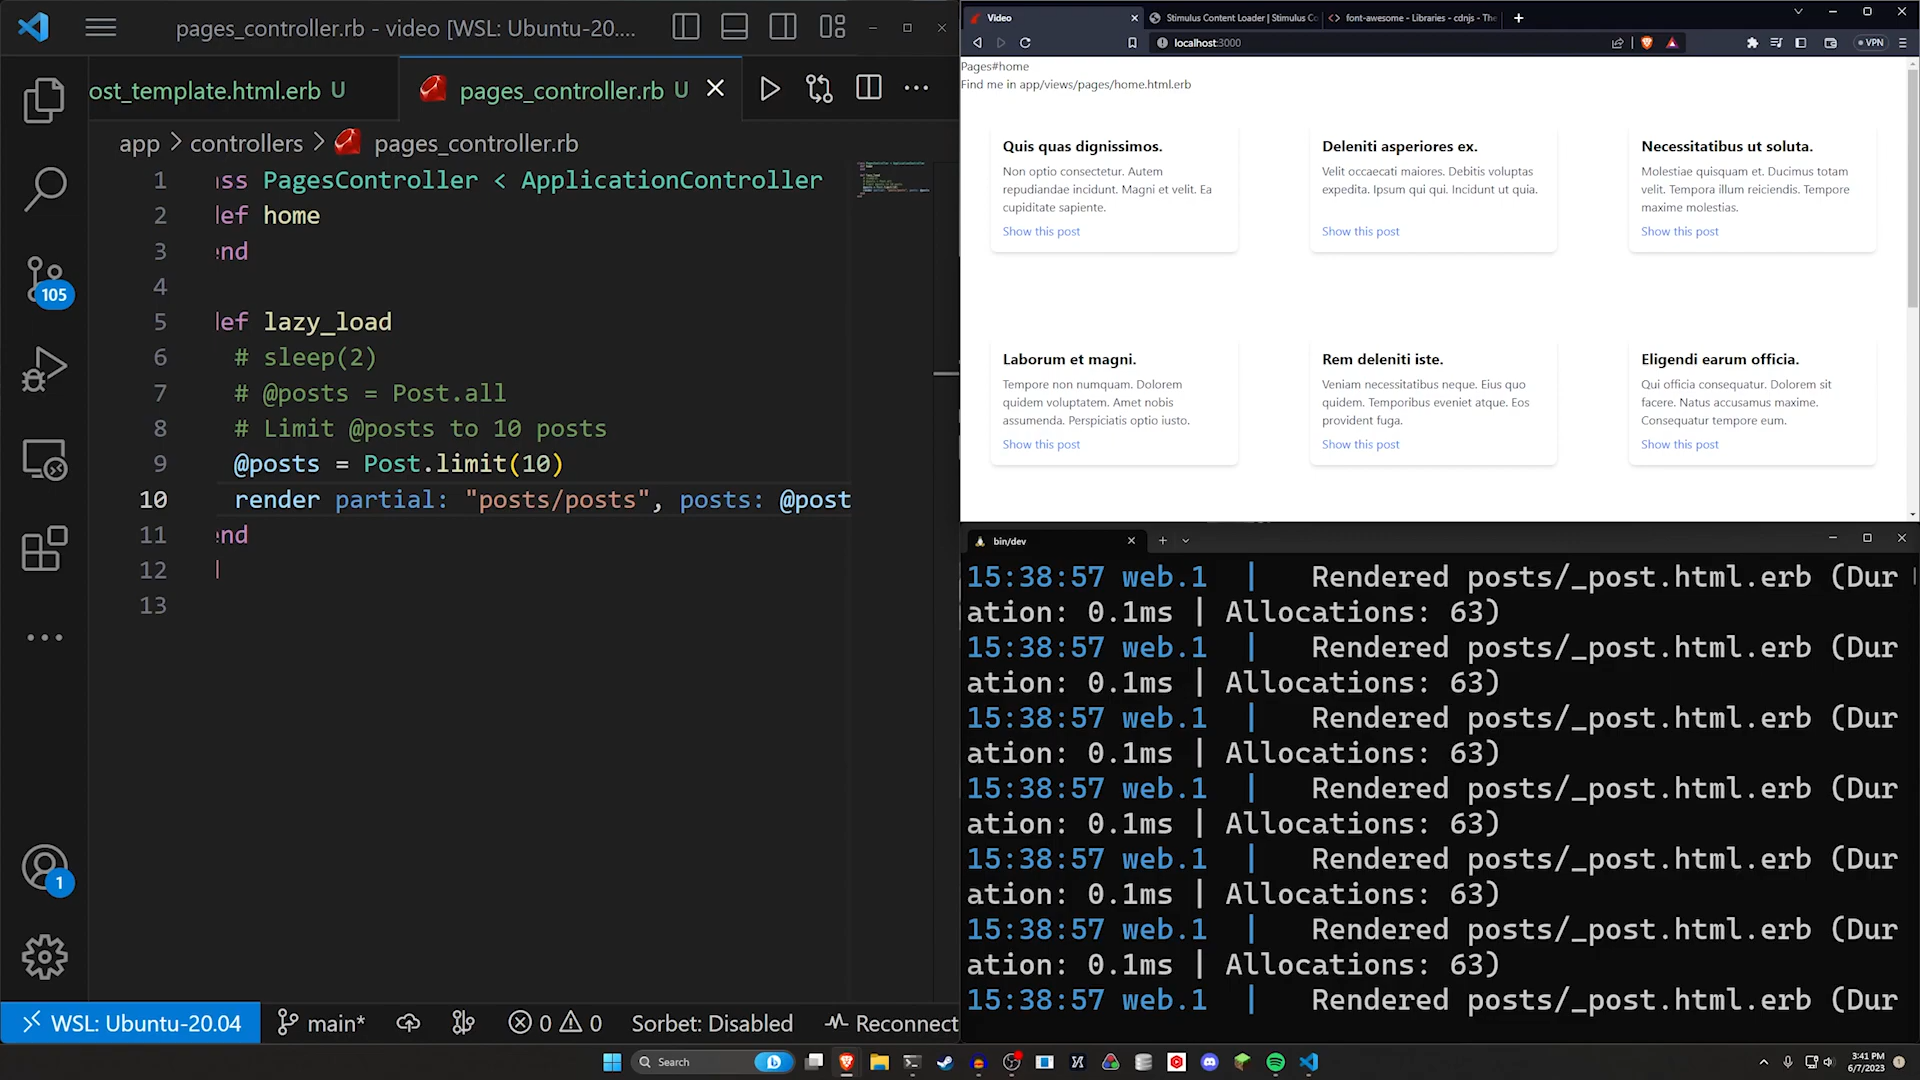 pages_controller.rb - video [WSL: Ubuntu-20....
ost_template.html.erb U
pages_controller.rb U
app > controllers > pages_controller.rb
1 ass PagesController < ApplicationController
2 def home
3 end
4
5 def lazy_load
6 # sleep(2)
7 # @posts = Post.all
8 # Limit @posts to 10 posts
9 @posts = Post.limit(10)
10 render partial: "posts/posts", posts: @post
11 end
12
13
105
1
WSL: Ubuntu-20.04
main*
0 0
Sorbet: Disabled
Reconnect
Video
Stimulus Content Loader | Stimulus Co
font-awesome - Libraries - cdnjs - The
localhost:3000
VPN
Pages#home
Find me in app/views/pages/home.html.erb
Quis quas dignissimos.
Non optio consectetur. Autem
repudiandae incidunt. Magni et velit. Ea
cupiditate sapiente.
Show this post
Deleniti asperiores ex.
Velit occaecati maiores. Debitis voluptas
expedita. Ipsum qui qui. Incidunt ut quia.
Show this post
Necessitatibus ut soluta.
Molestiae quisquam et. Ducimus totam
velit. Tempora illum reiciendis. Tempore
maxime molestias.
Show this post
Laborum et magni.
Tempore non numquam. Dolorem
quidem voluptatem. Amet nobis
assumenda. Perspiciatis optio iusto.
Show this post
Rem deleniti iste.
Veniam necessitatibus neque. Eius quo
quidem. Temporibus eveniet atque. Eos
provident fuga.
Show this post
Eligendi earum officia.
Qui officia consequatur. Dolorem sit
facere. Natus accusamus maxime.
Consequatur tempore eum.
Show this post
bin/dev
15:38:57 web.1 | Rendered posts/_post.html.erb (Dur
ation: 0.1ms | Allocations: 63)
15:38:57 web.1 | Rendered posts/_post.html.erb (Dur
ation: 0.1ms | Allocations: 63)
15:38:57 web.1 | Rendered posts/_post.html.erb (Dur
ation: 0.1ms | Allocations: 63)
15:38:57 web.1 | Rendered posts/_post.html.erb (Dur
ation: 0.1ms | Allocations: 63)
15:38:57 web.1 | Rendered posts/_post.html.erb (Dur
ation: 0.1ms | Allocations: 63)
15:38:57 web.1 | Rendered posts/_post.html.erb (Dur
ation: 0.1ms | Allocations: 63)
15:38:57 web.1 | Rendered posts/_post.html.erb (Dur
Search
3:41 PM
6/7/2023